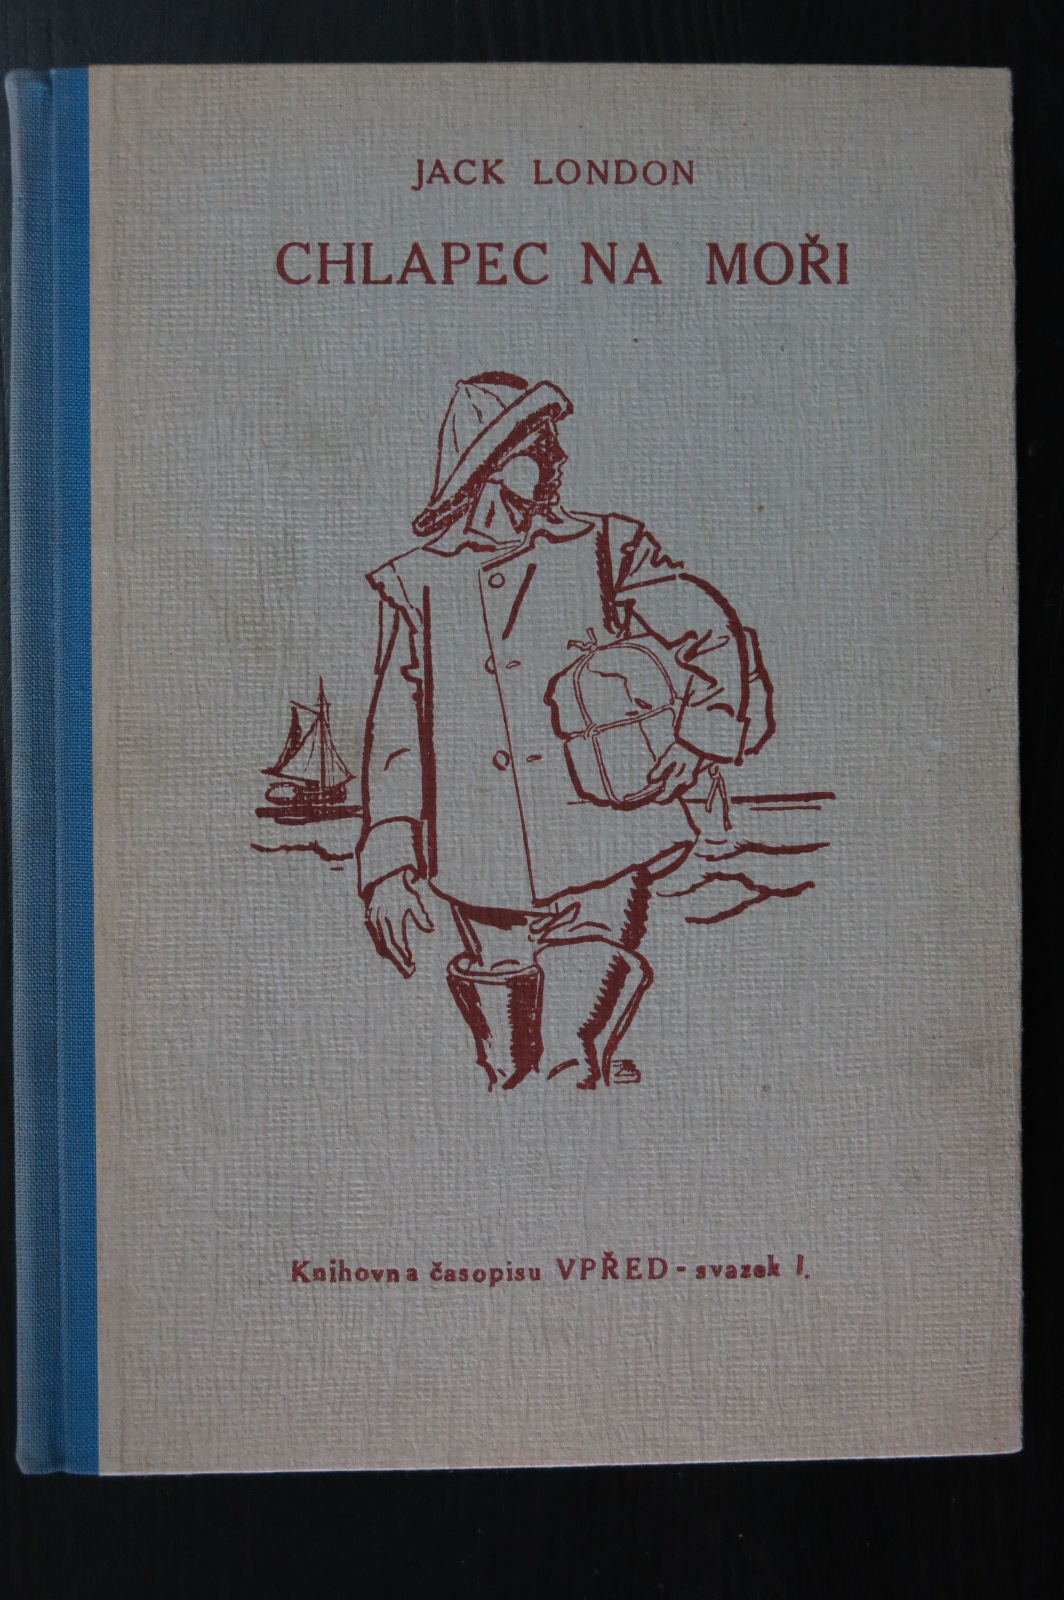 JACK LONDON
CHLAPEC NA MOŘI
Knihovna časopisu VPŘED - svazek 1.